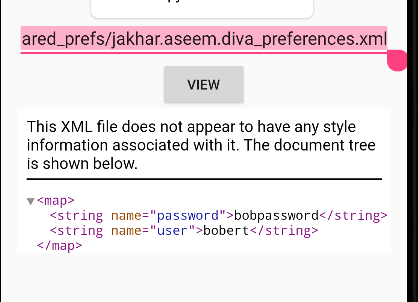 ared_prefs/jakhar.aseem.diva_preferences.xml
VIEW
This XML file does not appear to have any style
information associated with it. The document tree
is shown below.
▼<map>
<string name="password">bobpassword</string>
<string name="user">bobert</string>
</map>